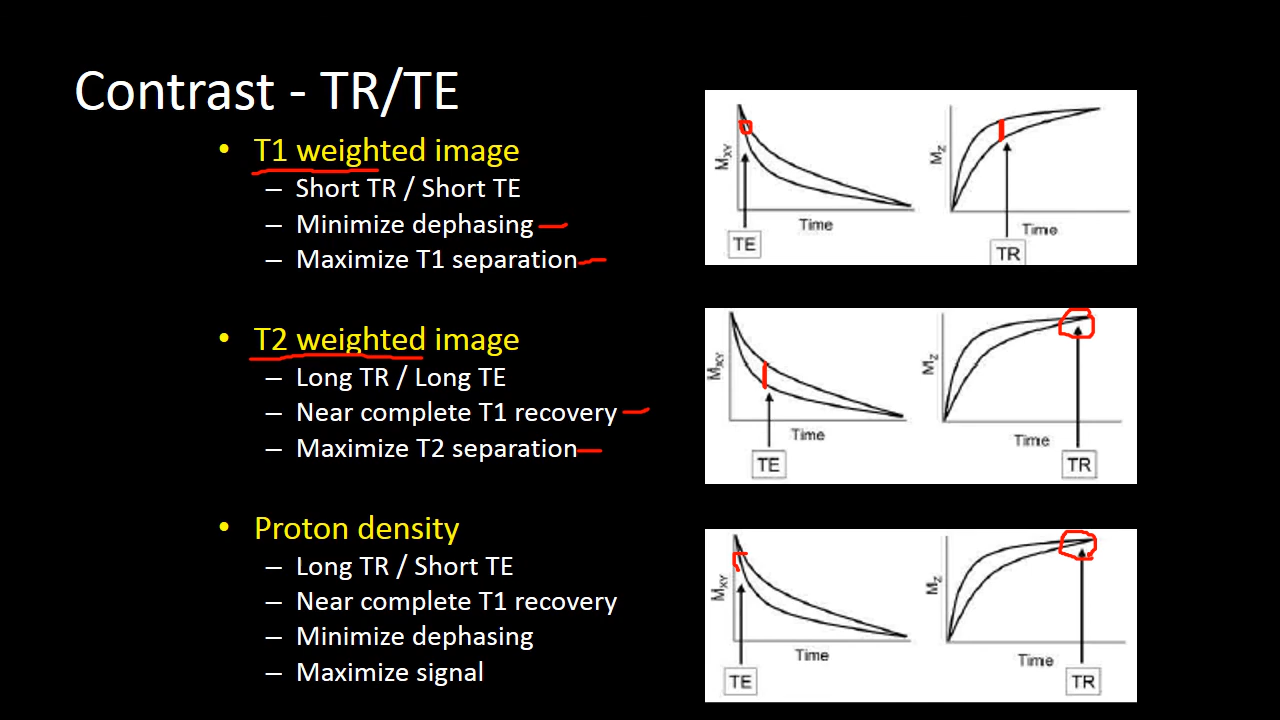 Contrast - TR/TE
• T1 weighted image
– Short TR / Short TE
– Minimize dephasing
– Maximize T1 separation
MXY
Time
TE
MZ
Time
TR
• T2 weighted image
– Long TR / Long TE
– Near complete T1 recovery
– Maximize T2 separation
MXY
Time
TE
MZ
Time
TR
• Proton density
– Long TR / Short TE
– Near complete T1 recovery
– Minimize dephasing
– Maximize signal
MXY
Time
TE
MZ
Time
TR